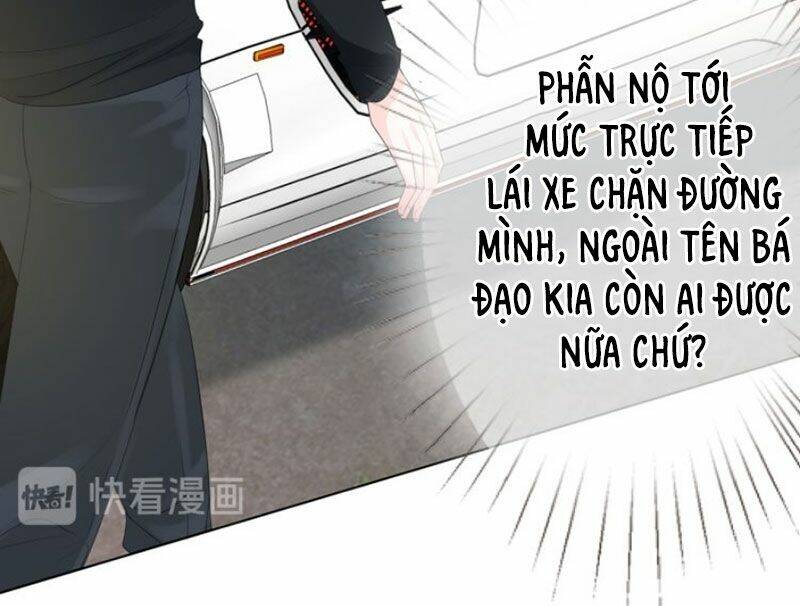 PHẪN NỘ TỚI
MỨC TRỰC TIẾP
LÁI XE CHẶN ĐƯỜNG
MÌNH, NGOÀI TÊN BÁ
ĐẠO KIA CÒN AI ĐƯỢC
NỮA CHỨ?
快看! 快看漫画